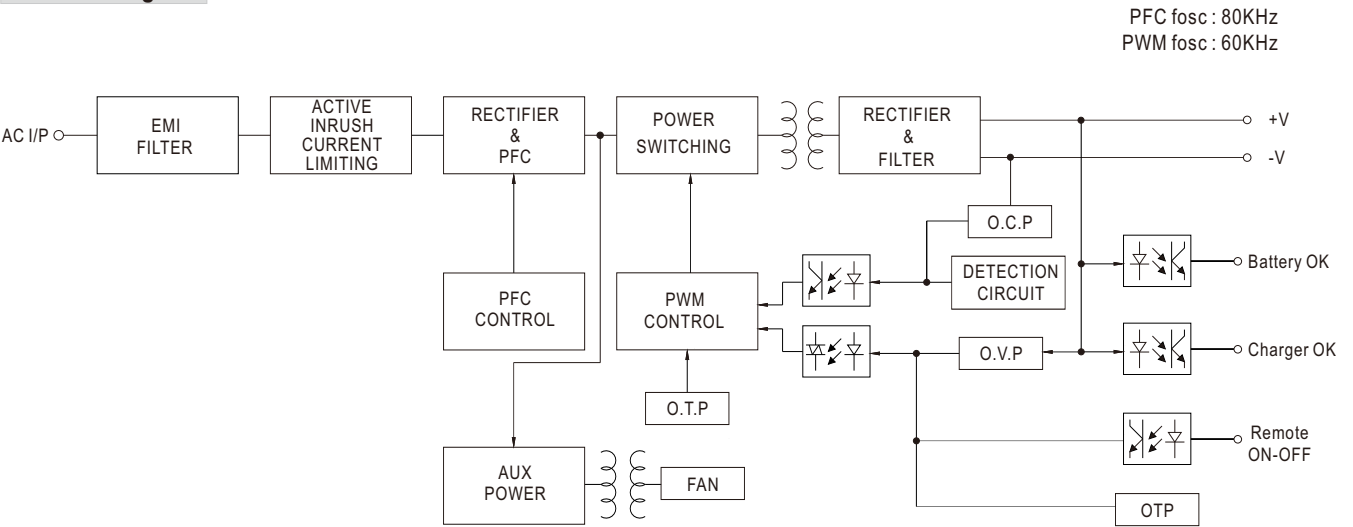 PFC fosc : 80KHz
PWM fosc : 60KHz
AC I/P
EMI
FILTER
ACTIVE
INRUSH
CURRENT
LIMITING
RECTIFIER
&
PFC
POWER
SWITCHING
RECTIFIER
&
FILTER
+V
-V
O.C.P
DETECTION
CIRCUIT
Battery OK
PFC
CONTROL
PWM
CONTROL
O.V.P
Charger OK
O.T.P
Remote
ON-OFF
AUX
POWER
FAN
OTP